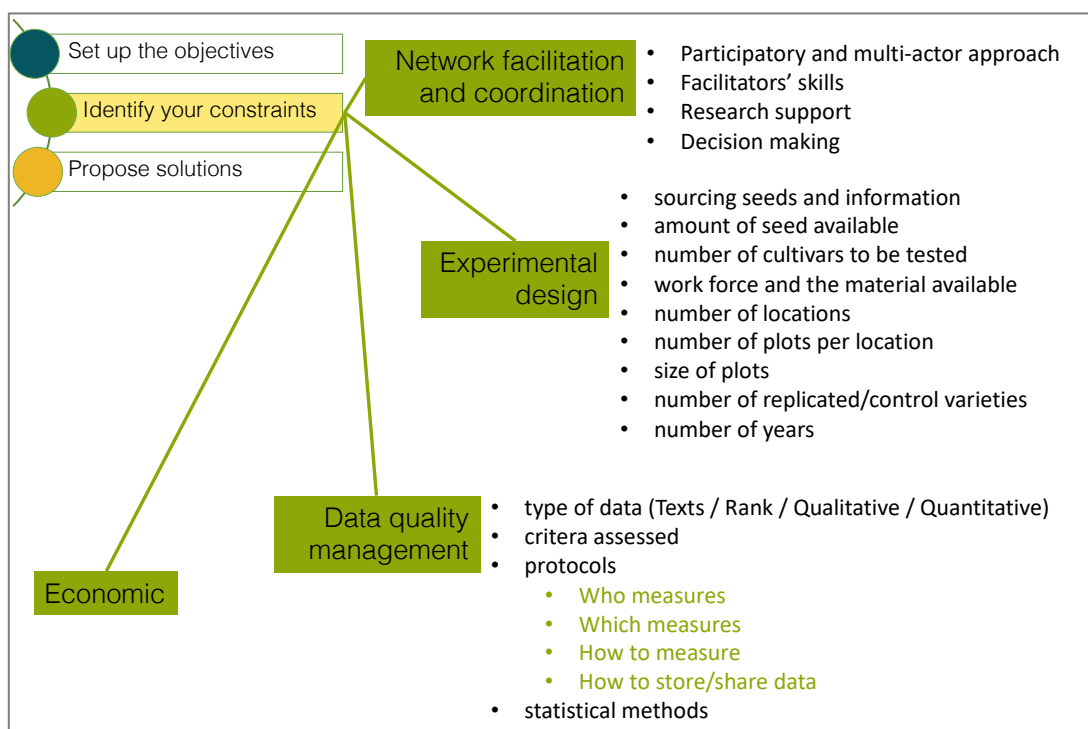 Set up the objectives
Identify your constraints
Propose solutions
Network facilitation
and coordination
• Participatory and multi-actor approach
• Facilitators’ skills
• Research support
• Decision making
Experimental
design
• sourcing seeds and information
• amount of seed available
• number of cultivars to be tested
• work force and the material available
• number of locations
• number of plots per location
• size of plots
• number of replicated/control varieties
• number of years
Data quality
management
• type of data (Texts / Rank / Qualitative / Quantitative)
• critera assessed
• protocols
• Who measures
• Which measures
• How to measure
• How to store/share data
• statistical methods
Economic